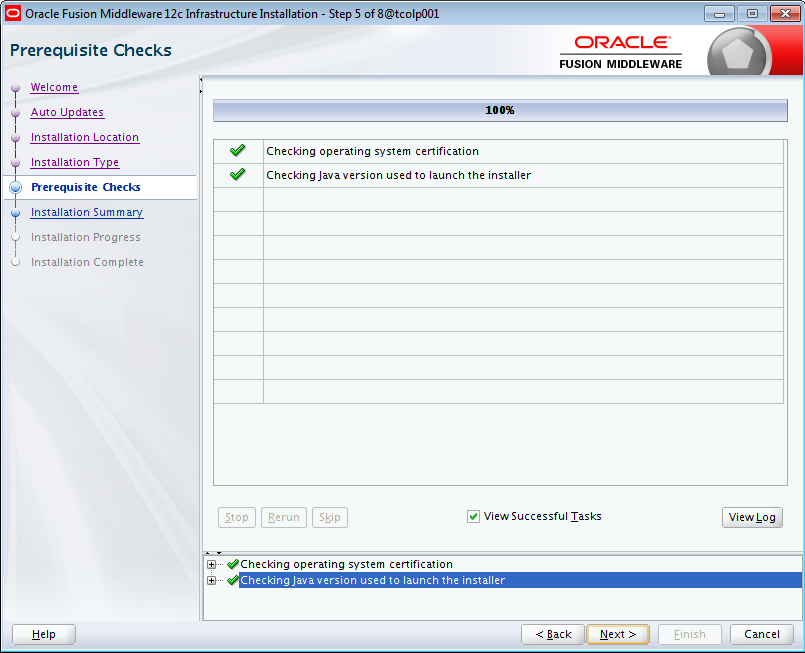 Oracle Fusion Middleware 12c Infrastructure Installation - Step 5 of 8@tcolp001
Prerequisite Checks
ORACLE
FUSION MIDDLEWARE
Welcome
Auto Updates
Installation Location
Installation Type
Prerequisite Checks
Installation Summary
Installation Progress
Installation Complete
100%
Checking operating system certification
Checking Java version used to launch the installer
Stop
Rerun
Skip
View Successful Tasks
View Log
Checking operating system certification
Checking Java version used to launch the installer
Help
< Back
Next >
Finish
Cancel